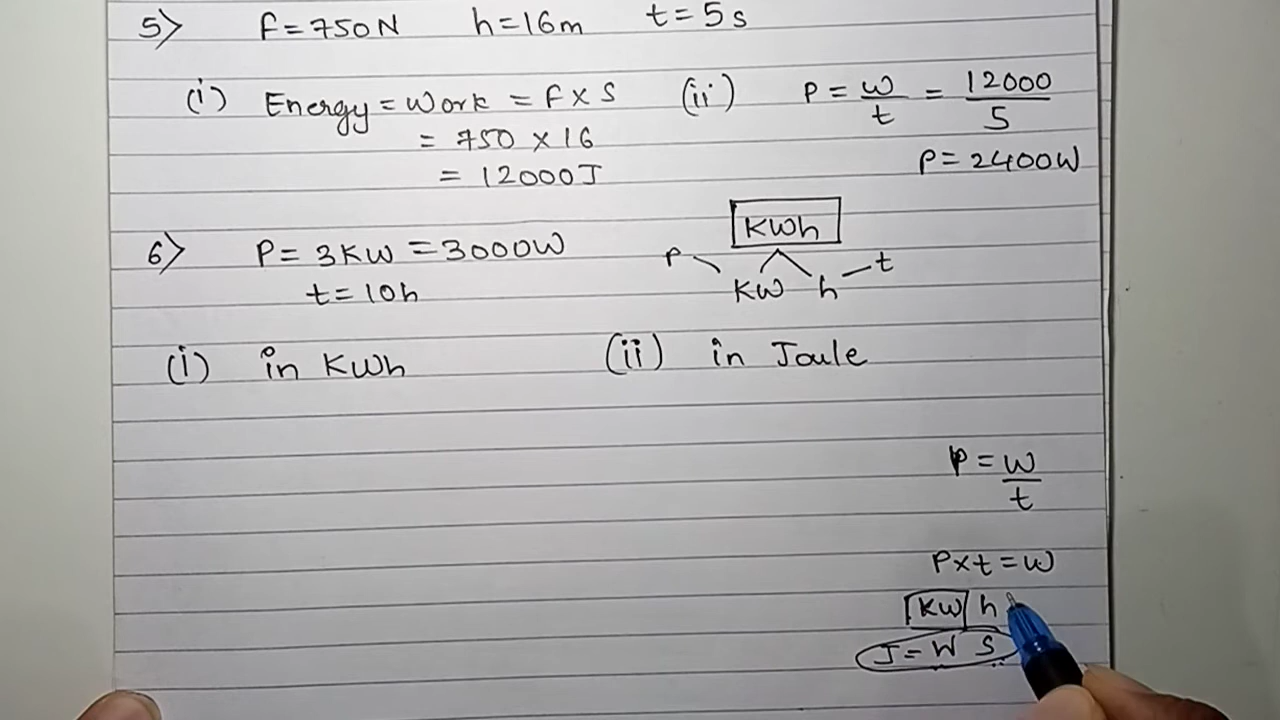 5) F=750N h=16m t=5s
(i) Energy = Work = F×S (ii) P = W/t = 12000/5
= 750 × 16
= 12000J P=2400W
6) P= 3KW =3000W KWh
t=10h P KW h t
(i) in KWh (ii) in Joule
P = W/t
P×t=W
KW h
J=W S